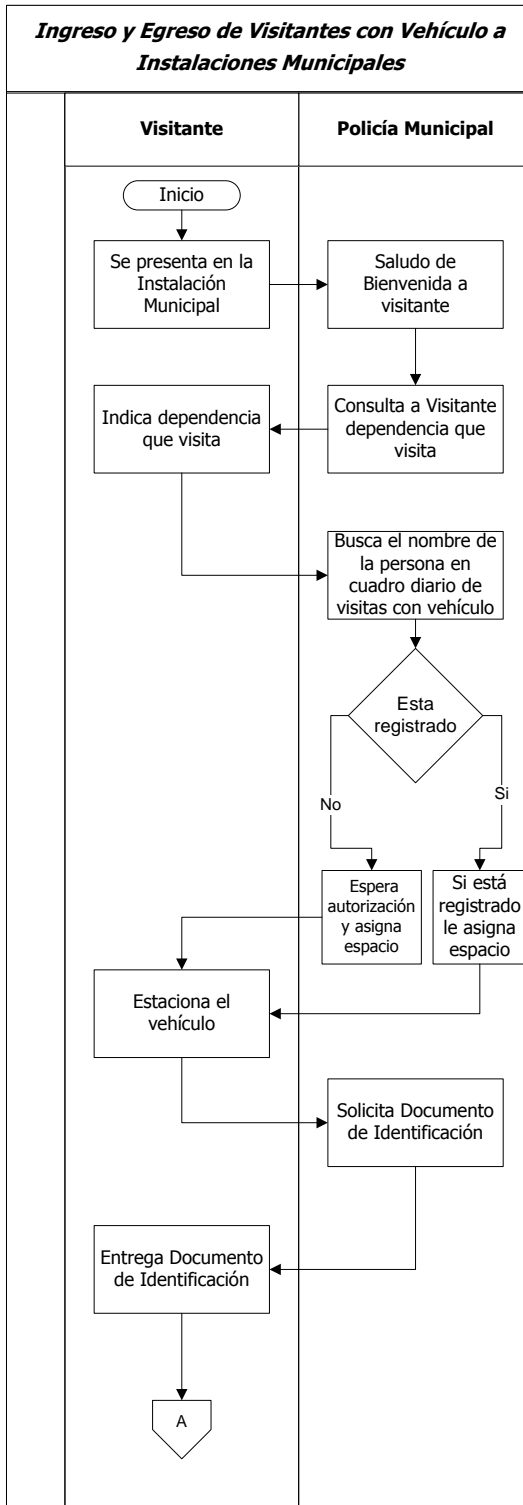 Ingreso y Egreso de Visitantes con Vehículo a
Instalaciones Municipales
Visitante
Policía Municipal
Inicio
Se presenta en la
Instalación
Municipal
Saludo de
Bienvenida a
visitante
Indica dependencia
que visita
Consulta a Visitante
dependencia que
visita
Busca el nombre de
la persona en
cuadro diario de
visitas con vehículo
Esta
registrado
No
Si
Espera
autorización
y asigna
espacio
Si está
registrado
le asigna
espacio
Estaciona el
vehículo
Solicita Documento
de Identificación
Entrega Documento
de Identificación
A